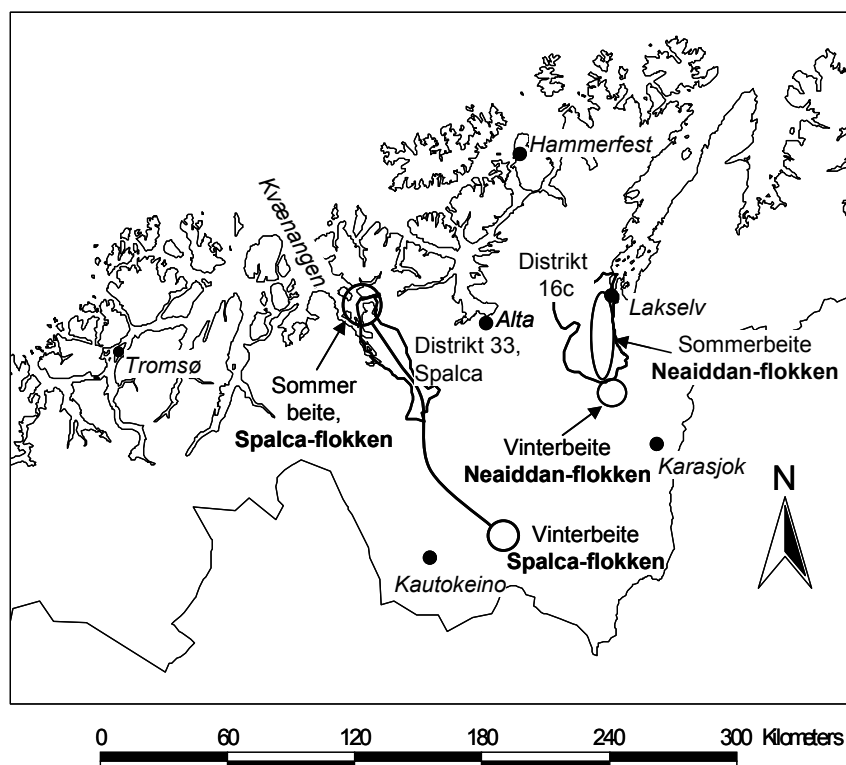 Hammerfest
Kvænangen
Distrikt
16c
Lakselv
Alta
Distrikt 33,
Spalca
Sommerbeite
Neaiddan-flokken
Tromsø
Sommer
beite,
Spalca-flokken
Vinterbeite
Neaiddan-flokken
Karasjok
N
Vinterbeite
Spalca-flokken
Kautokeino
0 60 120 180 240 300 Kilometers